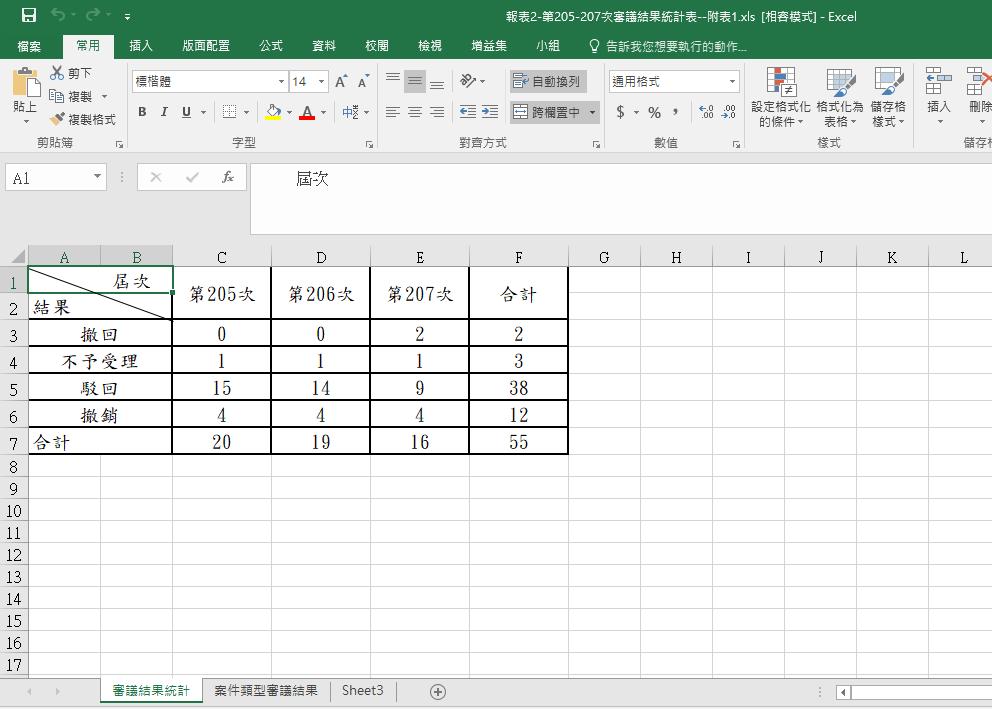 報表2-第205-207次審議結果統計表--附表1.xls [相容模式] - Excel
檔案 常用 插入 版面配置 公式 資料 校閱 檢視 增益集 小組 告訴我您想要執行的動作...
剪下
複製
複製格式
貼上
剪貼簿
標楷體 14 A A
B I U A 中
字型
自動換列
跨欄置中
對齊方式
通用格式
$ % , .0 .00 .00 .0
數值
設定格式化的條件 格式化為表格 儲存格樣式
樣式
插入 刪除
儲存格
A1 fx 屆次
A B C D E F G H I J K L
1 屆次 第205次 第206次 第207次 合計
2 結果
3 撤回 0 0 2 2
4 不予受理 1 1 1 3
5 駁回 15 14 9 38
6 撤銷 4 4 4 12
7 合計 20 19 16 55
8
9
10
11
12
13
14
15
16
17
審議結果統計 案件類型審議結果 Sheet3